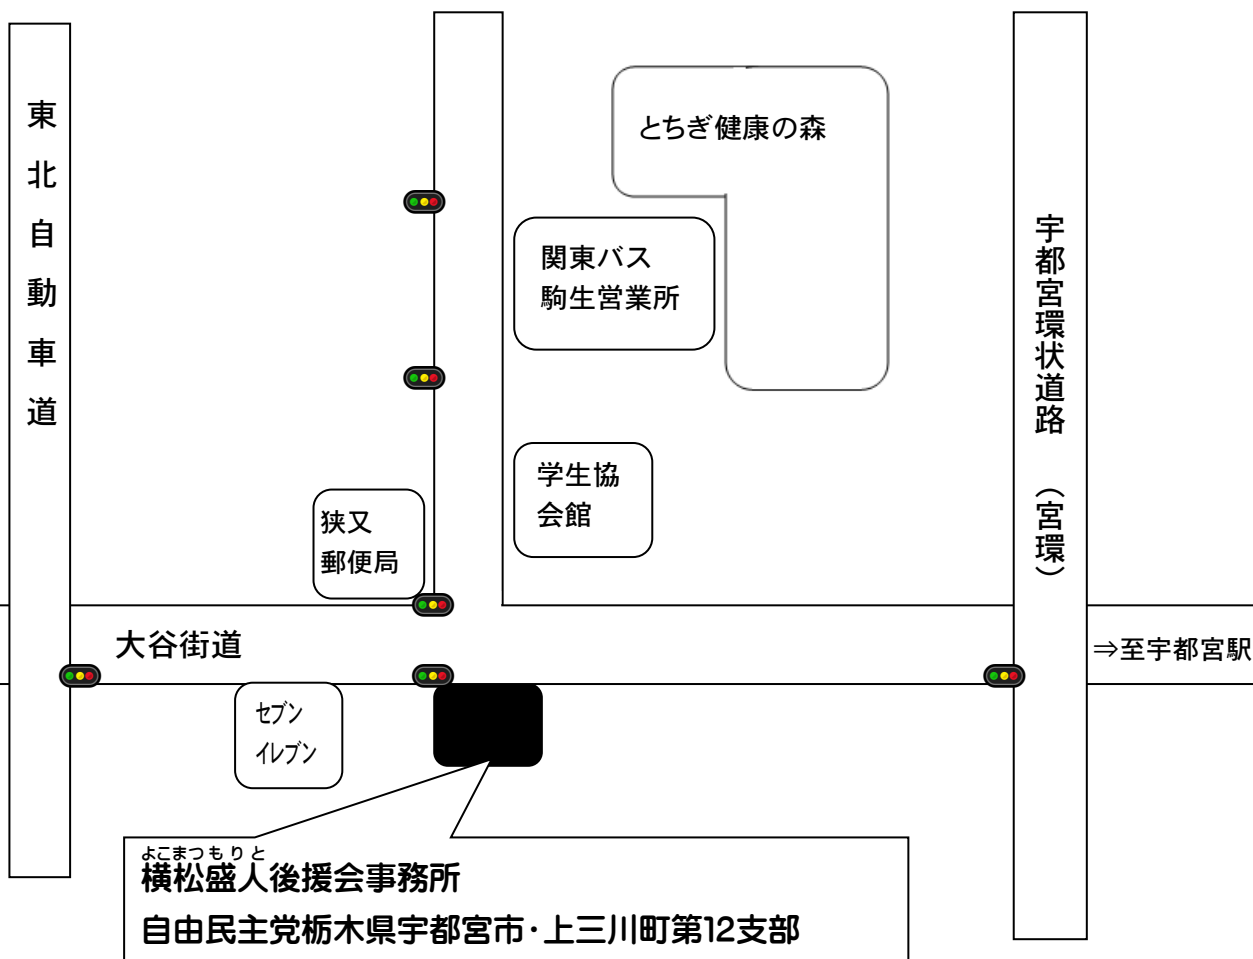 東北自動車道
とちぎ健康の森
関東バス
駒生営業所
宇都宮環状道路　（宮環）
学生協
会館
狭又
郵便局
大谷街道
⇒至宇都宮駅
セブン
イレブン
よこまつもりと
横松盛人後援会事務所
自由民主党栃木県宇都宮市・上三川町第12支部